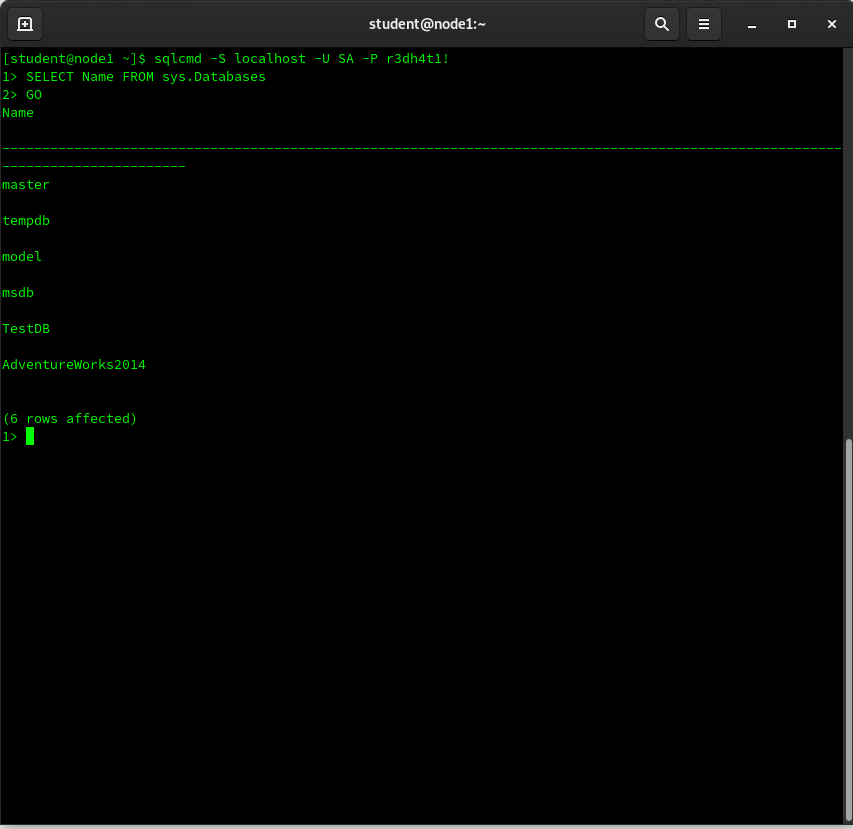 student@node1:~
[student@node1 ~]$ sqlcmd -S localhost -U SA -P r3dh4t1!
1> SELECT Name FROM sys.Databases
2> GO
Name
---------------------------------------------------------------------------------------------------------
-----------------------
master
tempdb
model
msdb
TestDB
AdventureWorks2014
(6 rows affected)
1>